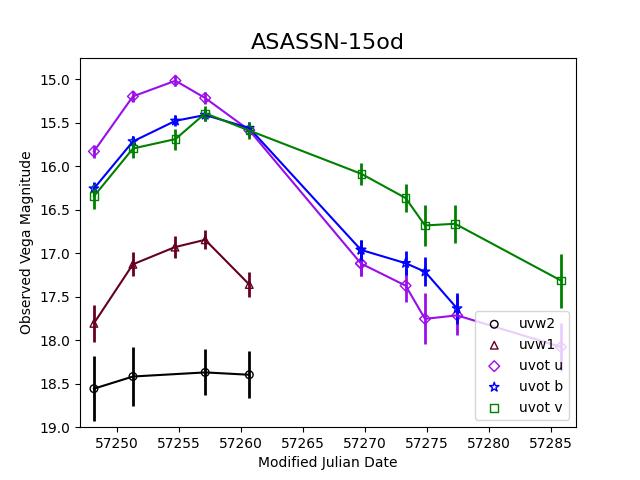 ASASSN-15od
Observed Vega Magnitude
15.0
15.5
16.0
16.5
17.0
17.5
18.0
18.5
19.0
uvw2
uvw1
uvot u
uvot b
uvot v
57250 57255 57260 57265 57270 57275 57280 57285
Modified Julian Date